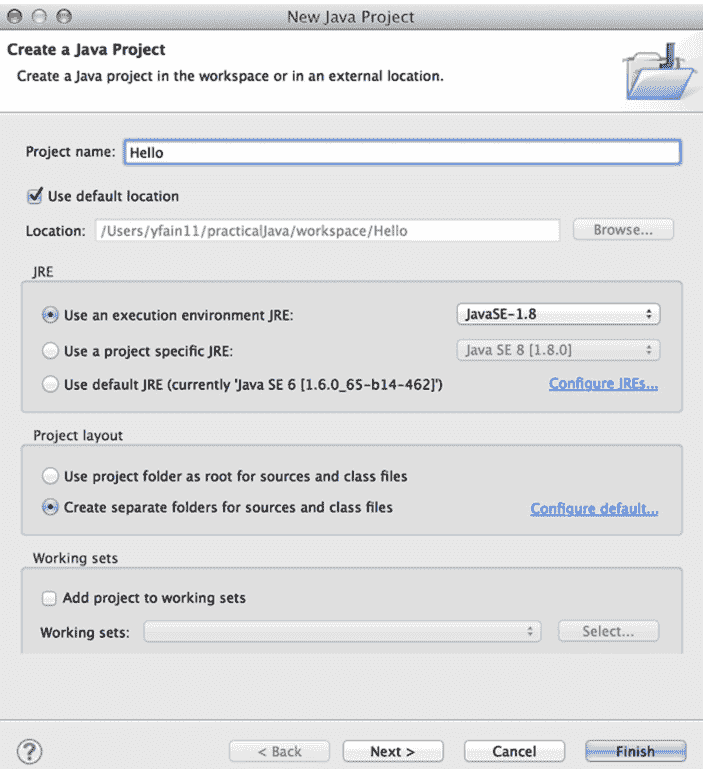 New Java Project
Create a Java Project
Create a Java project in the workspace or in an external location.
Project name: Hello
Use default location
Location: /Users/yfain11/practicalJava/workspace/Hello Browse...
JRE
Use an execution environment JRE: JavaSE-1.8
Use a project specific JRE: Java SE 8 [1.8.0]
Use default JRE (currently 'Java SE 6 [1.6.0_65-b14-462]') Configure JREs...
Project layout
Use project folder as root for sources and class files
Create separate folders for sources and class files Configure default...
Working sets
Add project to working sets
Working sets: Select...
? < Back Next > Cancel Finish